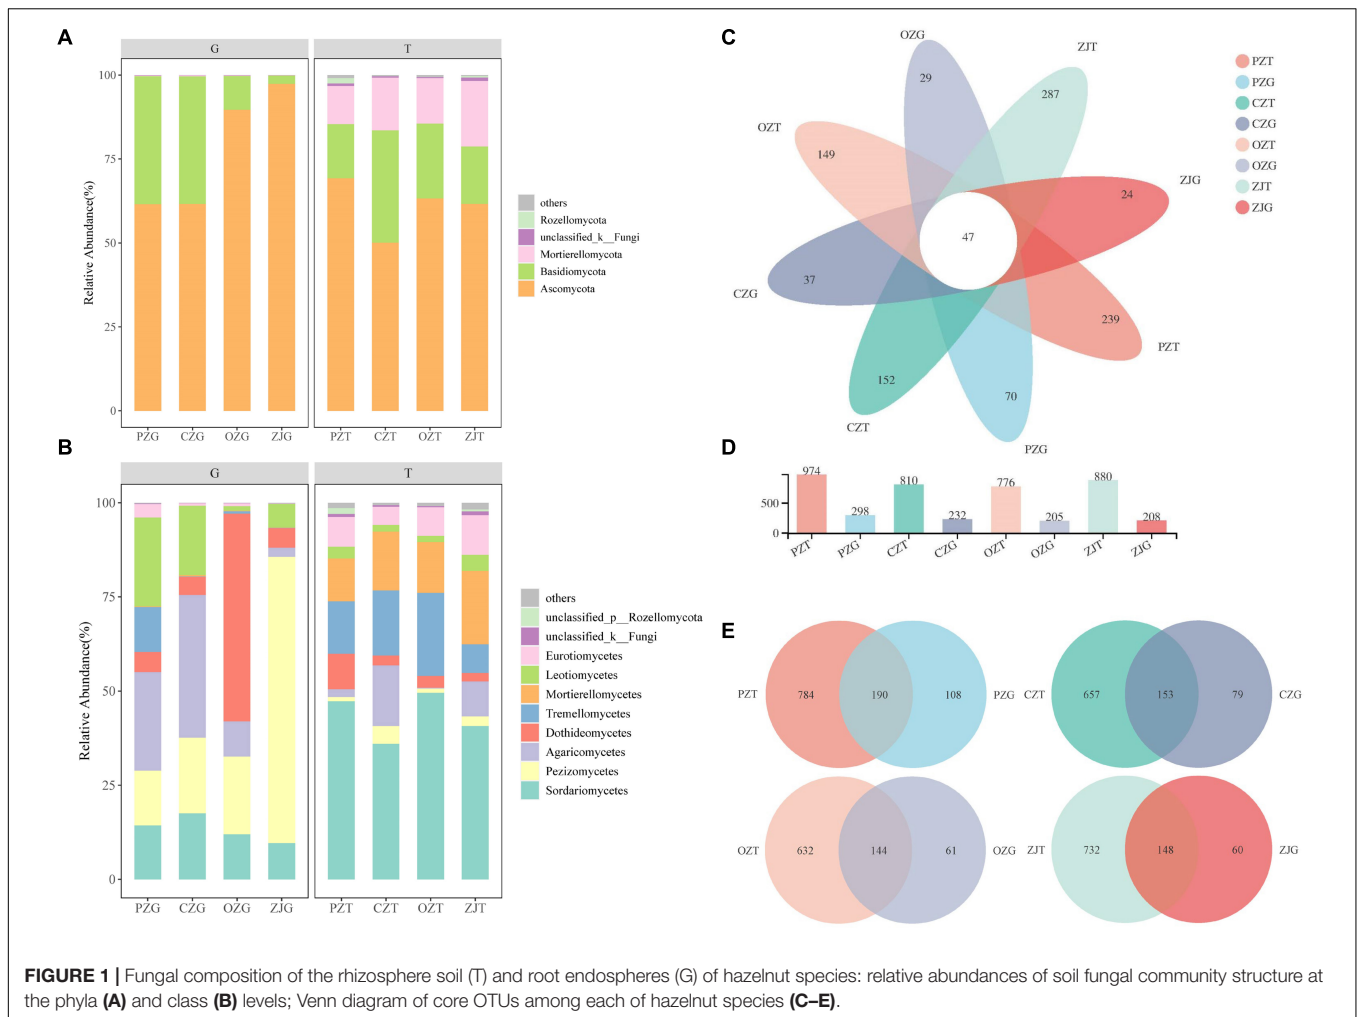 A
G
T
Relative Abundance(%)
100
75
50
25
0
PZG CZG OZG ZJG
PZT CZT OZT ZJT
others
Rozellomycota
unclassified_k__Fungi
Mortierellomycota
Basidiomycota
Ascomycota
B
G
T
Relative Abundance(%)
100
75
50
25
0
PZG CZG OZG ZJG
PZT CZT OZT ZJT
others
unclassified_p__Rozellomycota
unclassified_k__Fungi
Eurotiomycetes
Leotiomycetes
Mortierellomycetes
Tremellomycetes
Dothideomycetes
Agaricomycetes
Pezizomycetes
Sordariomycetes
C
OZG
29
ZJT
287
OZT
149
ZJG
24
47
CZG
37
239
PZT
152
CZT
70
PZG
PZT
PZG
CZT
CZG
OZT
OZG
ZJT
ZJG
D
500
0
974 298 810 232 776 205 880 208
PZT PZG CZT CZG OZT OZG ZJT ZJG
E
PZT 784 190 108 PZG
CZT 657 153 79 CZG
OZT 632 144 61 OZG
ZJT 732 148 60 ZJG
FIGURE 1 | Fungal composition of the rhizosphere soil (T) and root endospheres (G) of hazelnut species: relative abundances of soil fungal community structure at
the phyla (A) and class (B) levels; Venn diagram of core OTUs among each of hazelnut species (C–E).